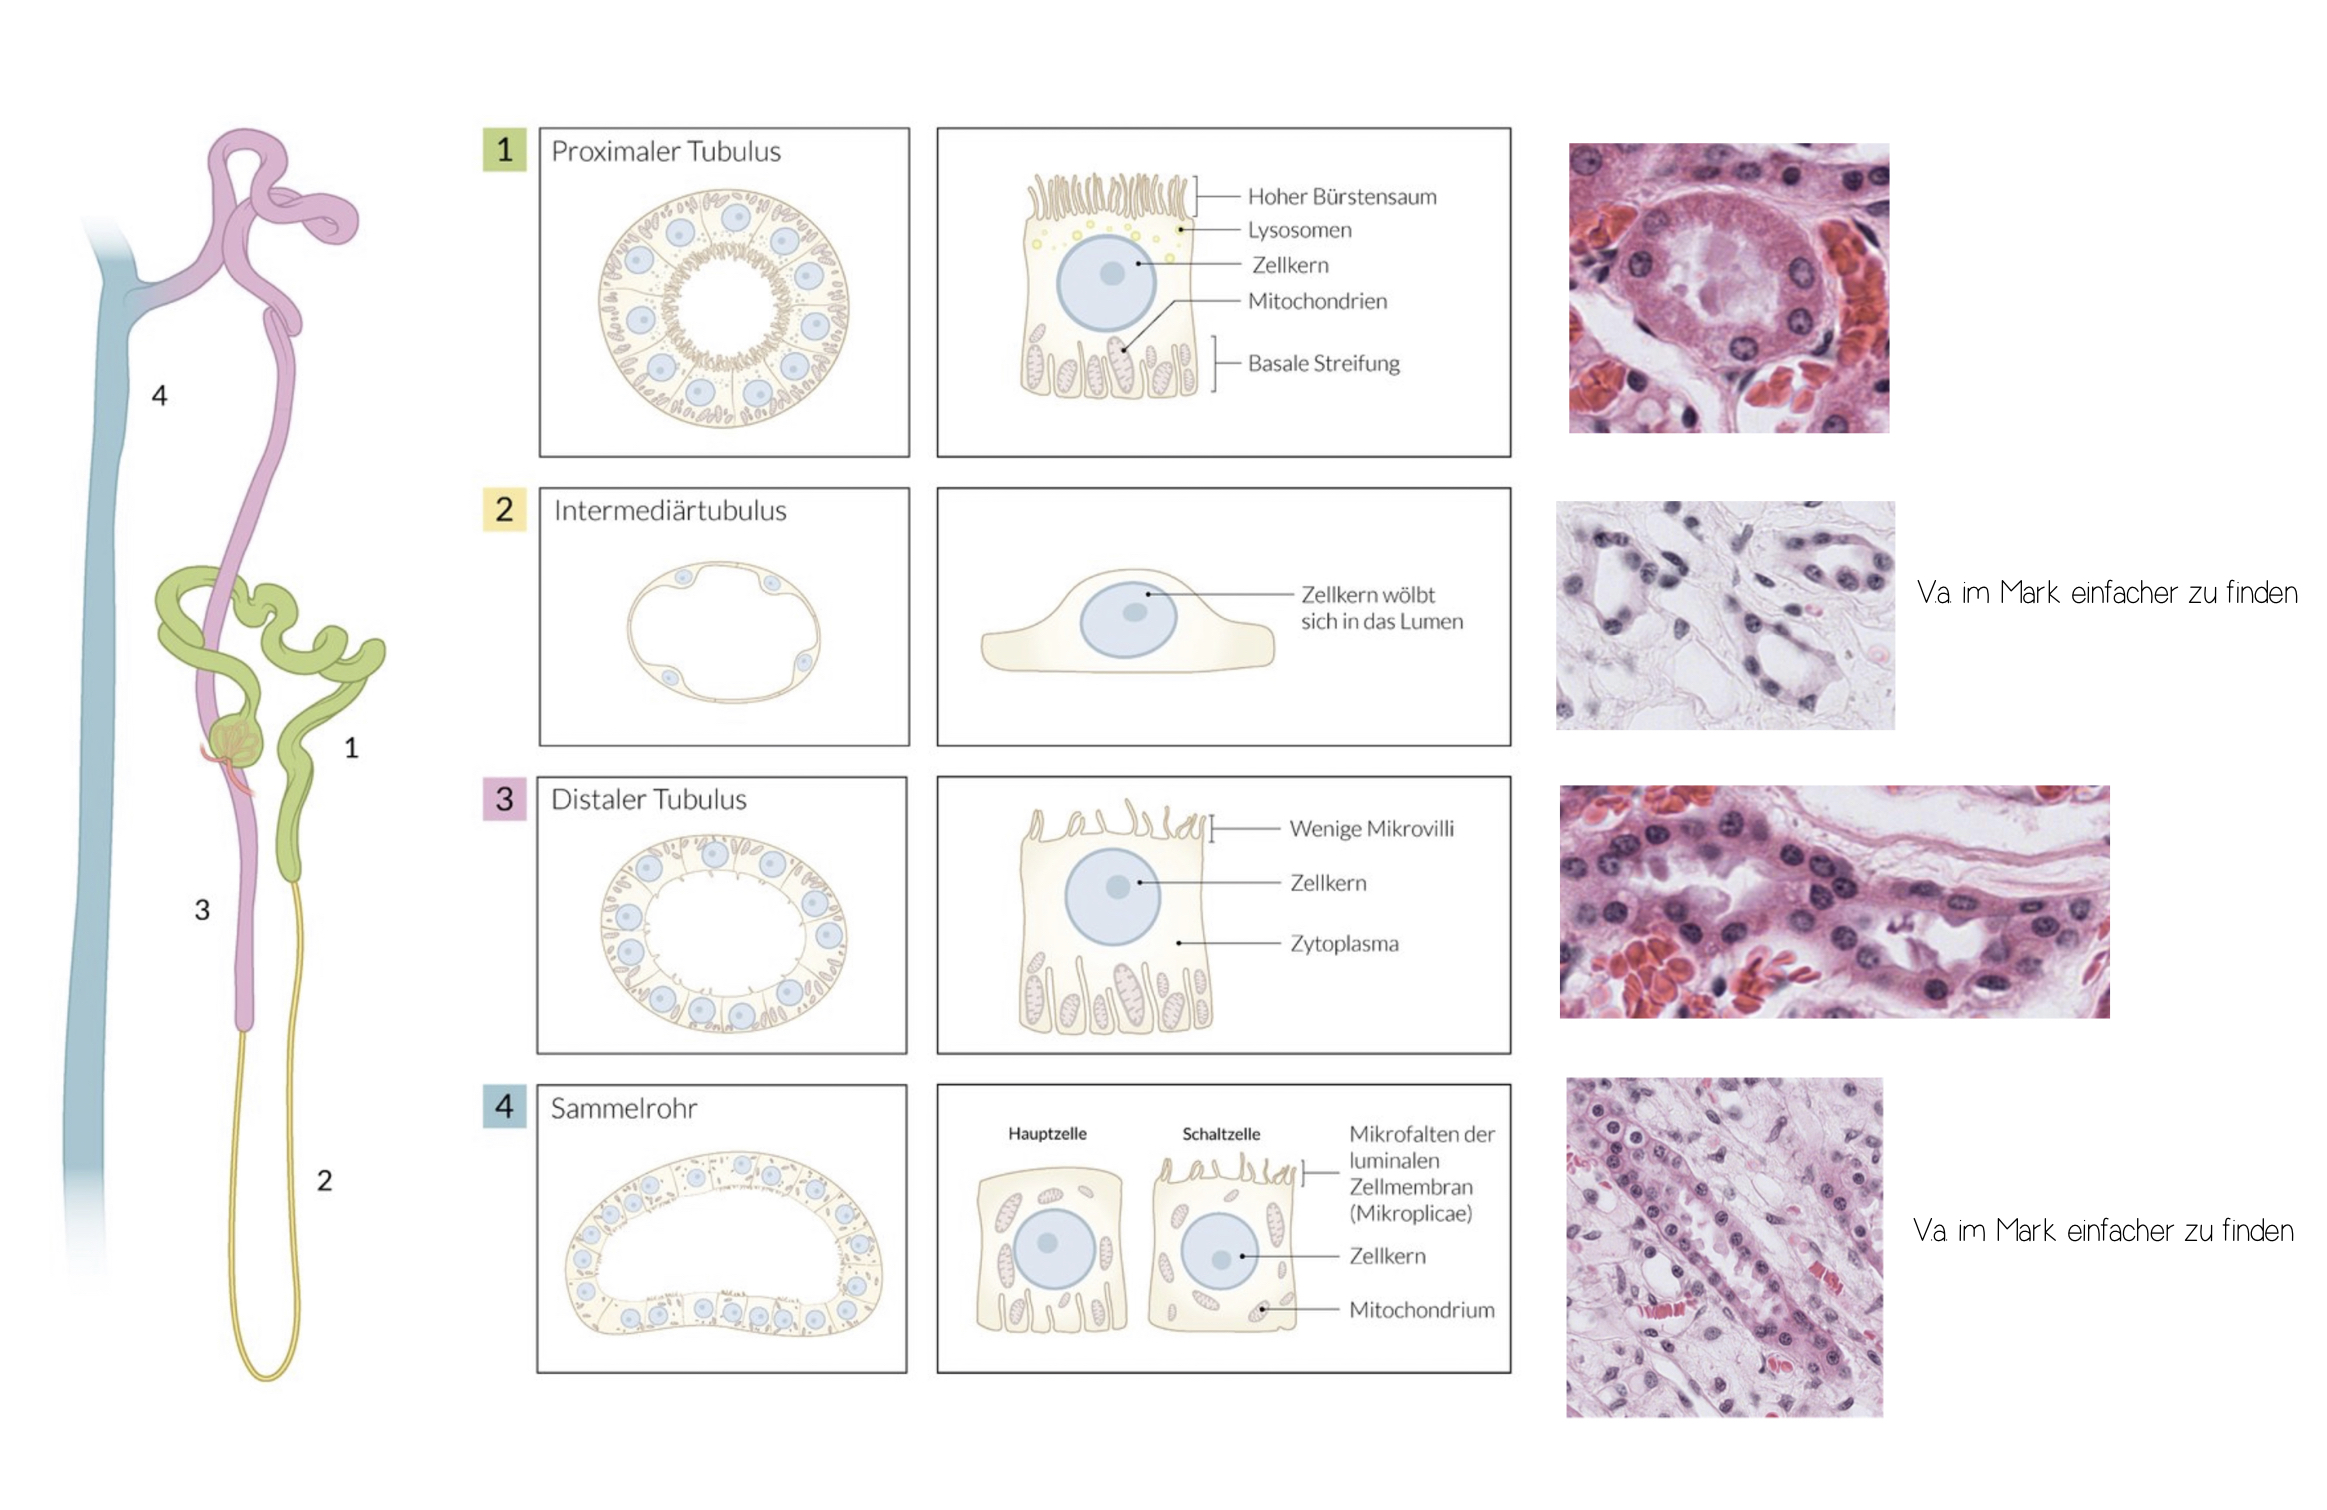 4
1
3
2
1
Proximaler Tubulus
Hoher Bürstensaum
Lysosomen
Zellkern
Mitochondrien
Basale Streifung
2
Intermediärtubulus
Zellkern wölbt
sich in das Lumen
V.a. im Mark einfacher zu finden
3
Distaler Tubulus
Wenige Mikrovilli
Zellkern
Zytoplasma
4
Sammelrohr
Hauptzelle
Schaltzelle
Mikrofalten der
luminalen
Zellmembran
(Mikroplicae)
Zellkern
Mitochondrium
V.a. im Mark einfacher zu finden